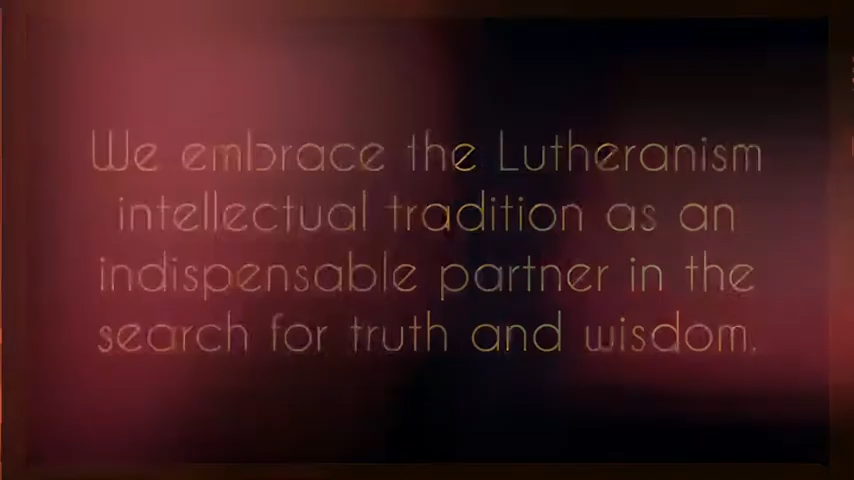 We embrace the Lutheranism
intellectual tradition as an
indispensable partner in the
search for truth and wisdom.